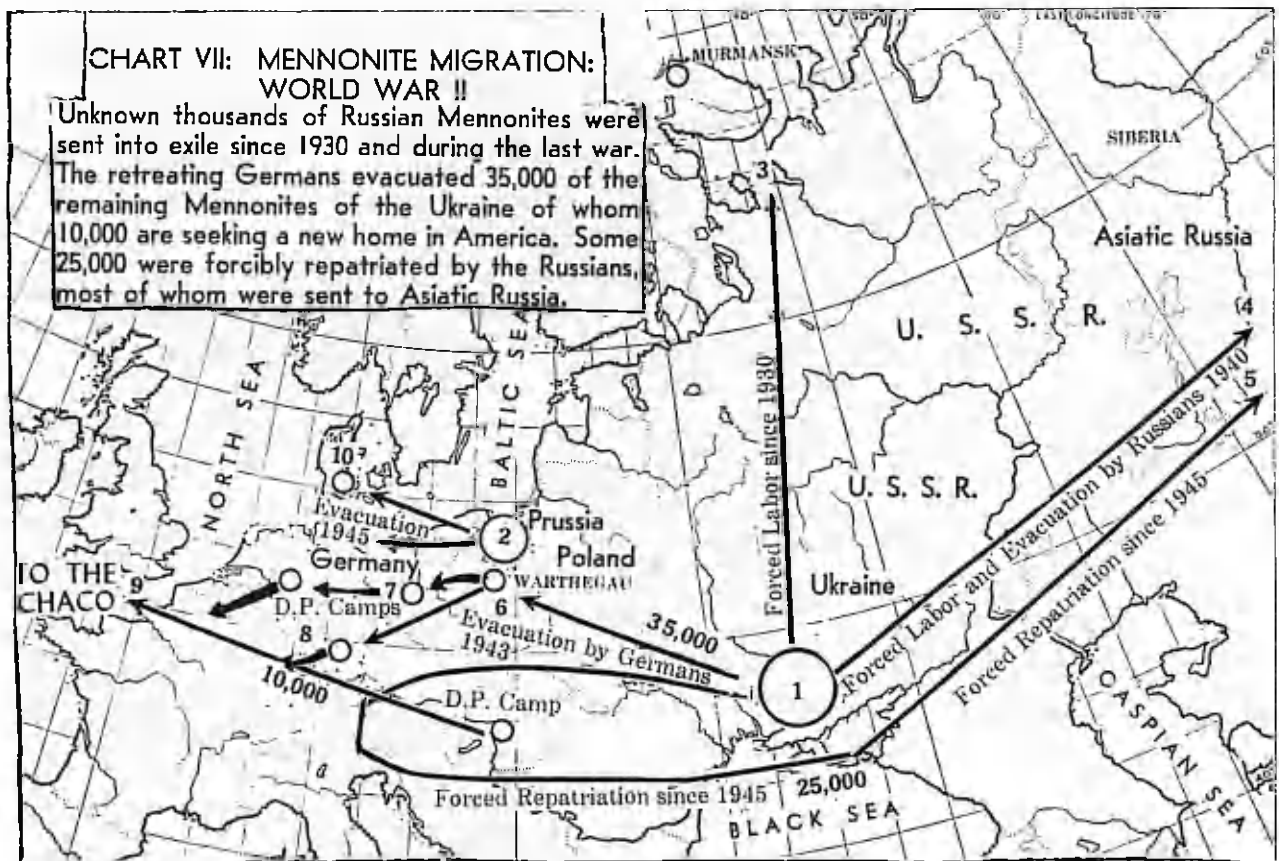 CHART VII: MENNONITE MIGRATION:
WORLD WAR II
Unknown thousands of Russian Mennonites were
sent into exile since 1930 and during the last war.
The retreating Germans evacuated 35,000 of the
remaining Mennonites of the Ukraine of whom
10,000 are seeking a new home in America. Some
25,000 were forcibly repatriated by the Russians,
most of whom were sent to Asiatic Russia.
MURMANSK
SIBERIA
3
Asiatic Russia
U. S. S. R.
4
5
NORTH SEA
BALTIC SEA
Forced Labor since 1930
U. S. S. R.
10
Evacuation
1945
2
Prussia
Poland
Germany
WARTHEGAU
7
D.P. Camps
TO THE
CHACO
9
6
Evacuation by Germans
1943
35,000
Ukraine
1
Forced Labor and Evacuation by Russians 1940
Forced Repatriation since 1945
8
10,000
D.P. Camp
CASPIAN SEA
Forced Repatriation since 1945
25,000
BLACK SEA